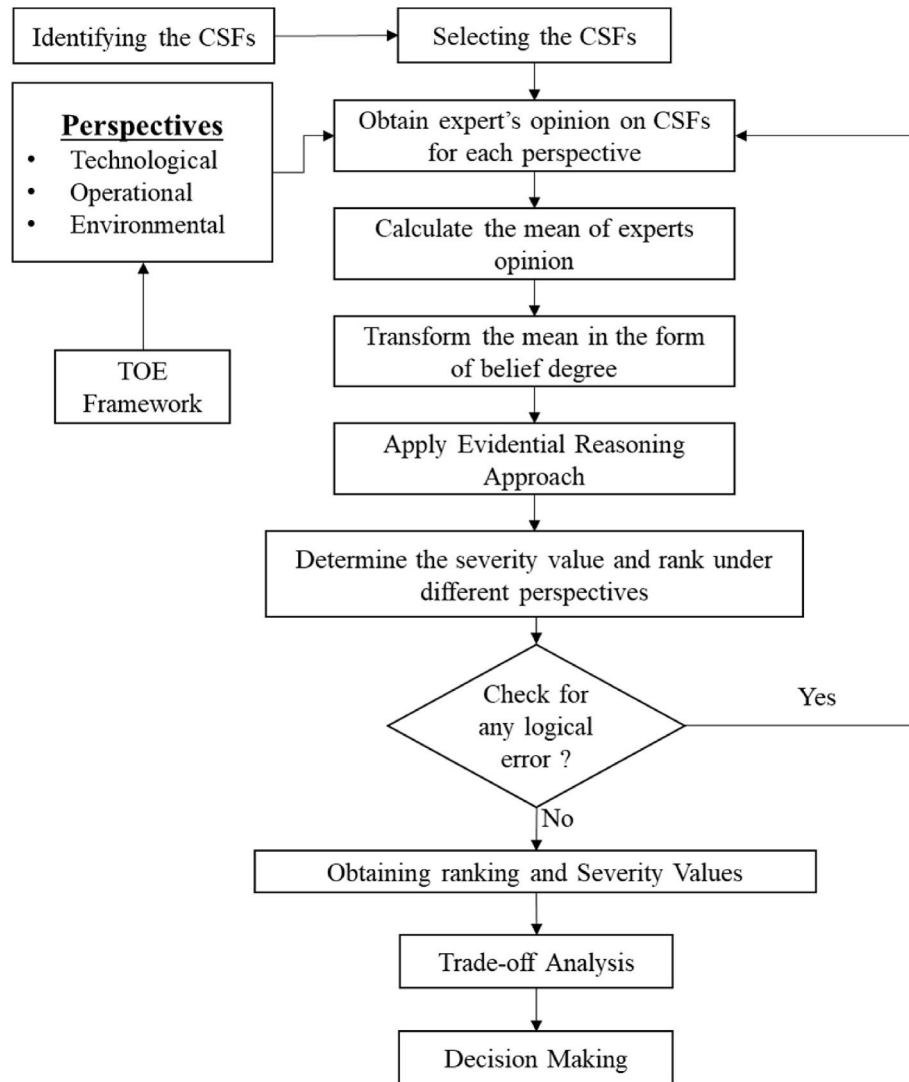 Identifying the CSFs
Selecting the CSFs
Perspectives
• Technological
• Operational
• Environmental
TOE
Framework
Obtain expert's opinion on CSFs
for each perspective
Calculate the mean of experts
opinion
Transform the mean in the form
of belief degree
Apply Evidential Reasoning
Approach
Determine the severity value and rank under
different perspectives
Check for
any logical
error ?
Yes
No
Obtaining ranking and Severity Values
Trade-off Analysis
Decision Making